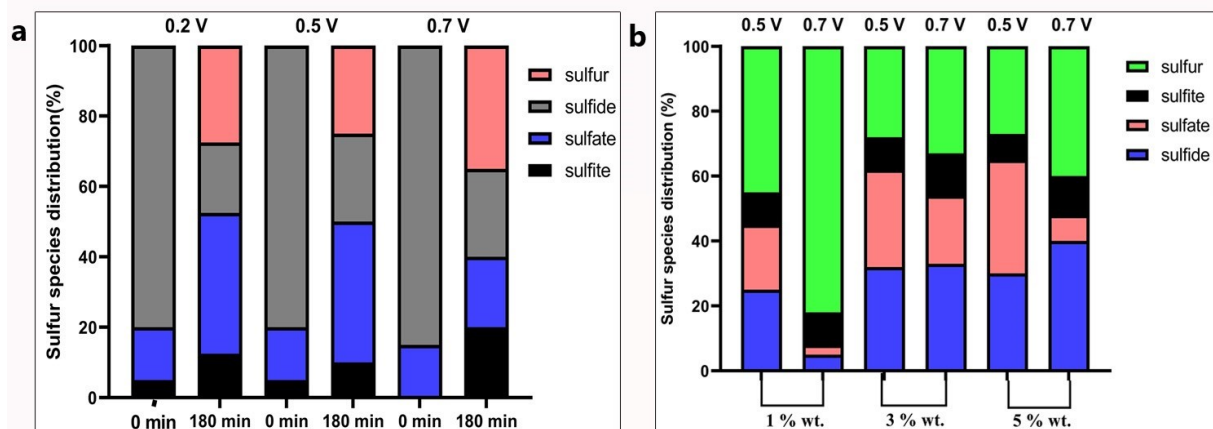 a
0.2 V 0.5 V 0.7 V
Sulfur species distribution(%)
100
80
60
40
20
0
0 min 180 min 0 min 180 min 0 min 180 min
sulfur
sulfide
sulfate
sulfite
b
0.5 V 0.7 V 0.5 V 0.7 V 0.5 V 0.7 V
Sulfur species distribution (%)
100
80
60
40
20
0
1 % wt. 3 % wt. 5 % wt.
sulfur
sulfite
sulfate
sulfide